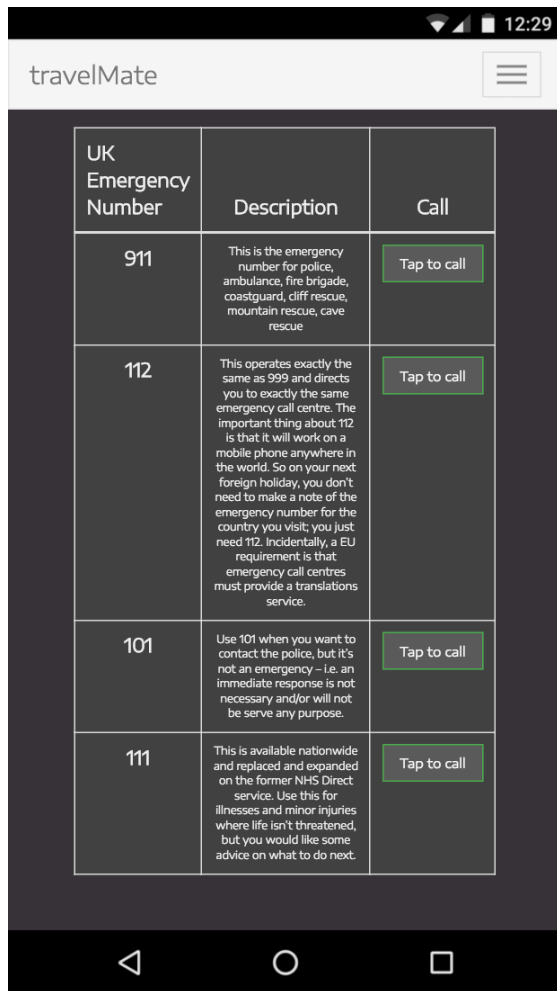 12:29
travelMate
UK
Emergency
Number
Description
Call
911
This is the emergency
number for police,
ambulance, fire brigade,
coastguard, cliff rescue,
mountain rescue, cave
rescue
Tap to call
112
This operates exactly the
same as 999 and directs
you to exactly the same
emergency call centre. The
important thing about 112
is that it will work on a
mobile phone anywhere in
the world. So on your next
foreign holiday, you don't
need to make a note of the
emergency number for the
country you visit; you just
need 112. Incidentally, a EU
requirement is that
emergency call centres
must provide a translations
service.
Tap to call
101
Use 101 when you want to
contact the police, but it's
not an emergency – i.e. an
immediate response is not
necessary and/or will not
be serve any purpose.
Tap to call
111
This is available nationwide
and replaced and expanded
on the former NHS Direct
service. Use this for
illnesses and minor injuries
where life isn't threatened,
but you would like some
advice on what to do next.
Tap to call